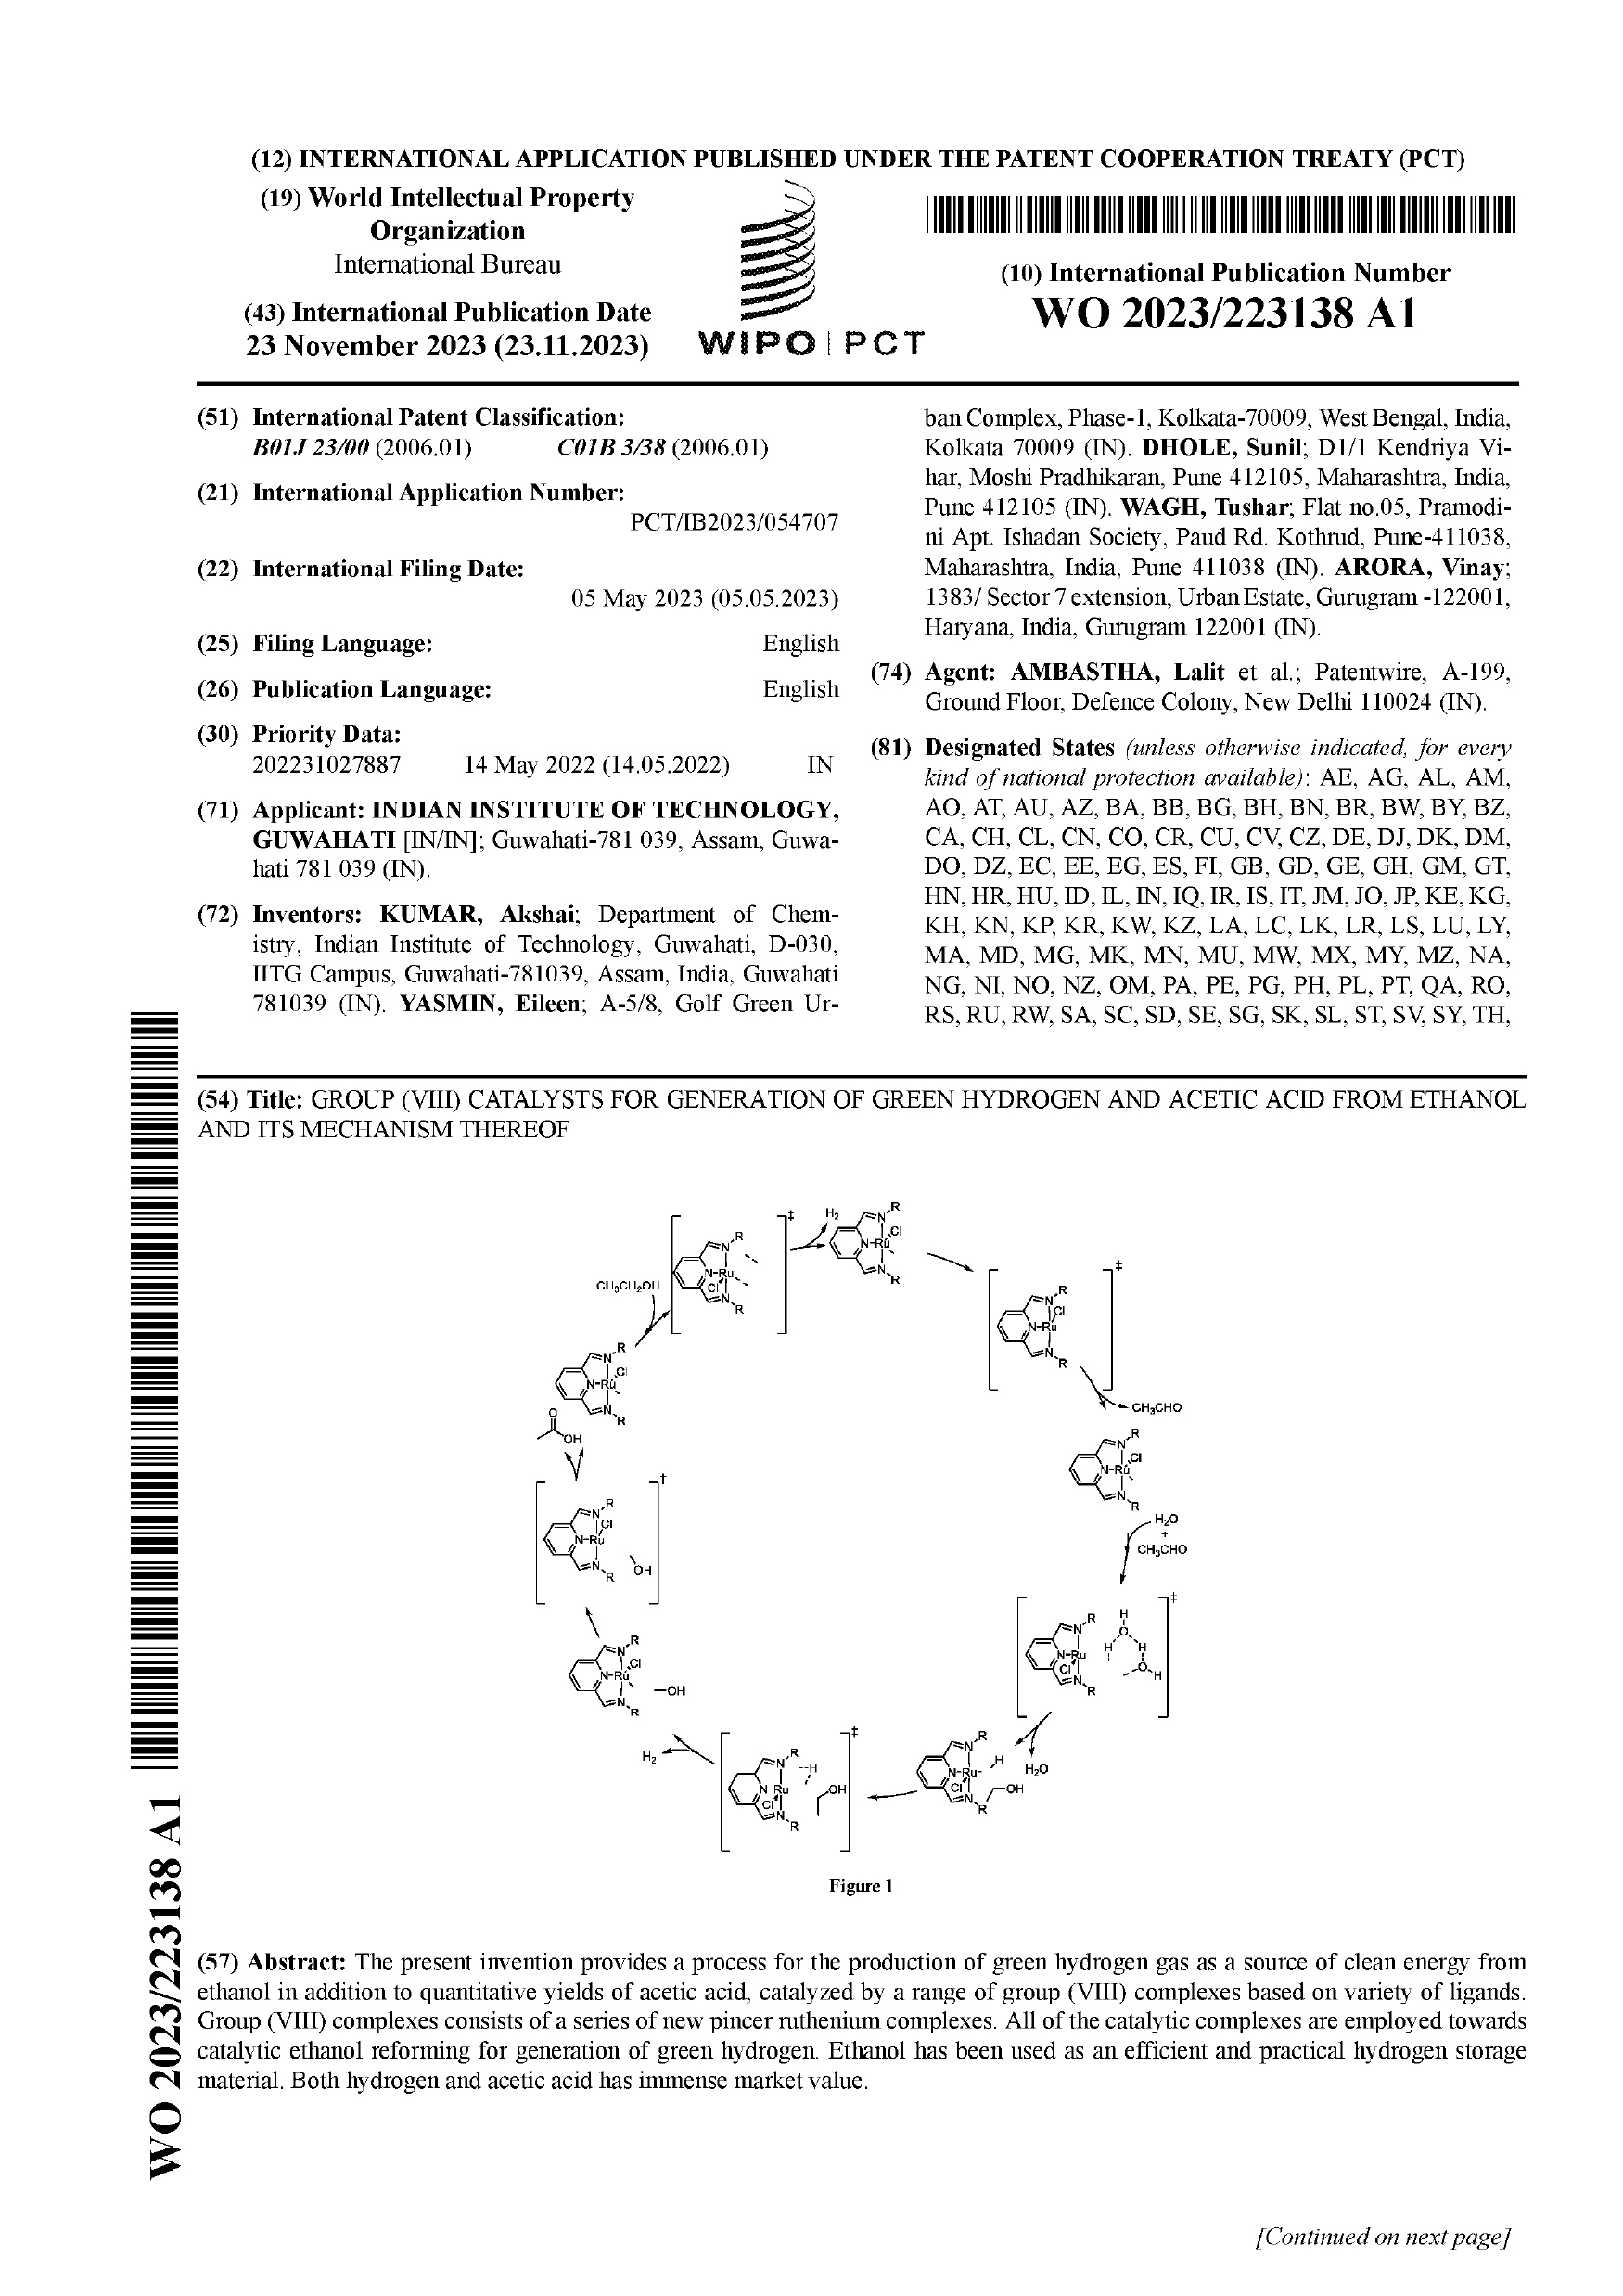 (12) INTERNATIONAL APPLICATION PUBLISHED UNDER THE PATENT COOPERATION TREATY (PCT)
(19) World Intellectual Property
Organization
International Bureau
(43) International Publication Date
23 November 2023 (23.11.2023)
WIPO | PCT
(10) International Publication Number
WO 2023/223138 A1
(51) International Patent Classification:
B01J 23/00 (2006.01) C01B 3/38 (2006.01)
(21) International Application Number:
PCT/IB2023/054707
(22) International Filing Date:
05 May 2023 (05.05.2023)
(25) Filing Language: English
(26) Publication Language: English
(30) Priority Data:
202231027887 14 May 2022 (14.05.2022) IN
(71) Applicant: INDIAN INSTITUTE OF TECHNOLOGY,
GUWAHATI [IN/IN]; Guwahati-781 039, Assam, Guwa-
hati 781 039 (IN).
(72) Inventors: KUMAR, Akshai; Department of Chem-
istry, Indian Institute of Technology, Guwahati, D-030,
IITG Campus, Guwahati-781039, Assam, India, Guwahati
781039 (IN). YASMIN, Eileen; A-5/8, Golf Green Ur-
ban Complex, Phase-1, Kolkata-70009, West Bengal, India,
Kolkata 70009 (IN). DHOLE, Sunil; D1/1 Kendriya Vi-
har, Moshi Pradhikaran, Pune 412105, Maharashtra, India,
Pune 412105 (IN). WAGH, Tushar; Flat no.05, Pramodi-
ni Apt. Ishadan Society, Paud Rd. Kothrud, Pune-411038,
Maharashtra, India, Pune 411038 (IN). ARORA, Vinay;
1383/ Sector 7 extension, Urban Estate, Gurugram -122001,
Haryana, India, Gurugram 122001 (IN).
(74) Agent: AMBASTHA, Lalit et al.; Patentwire, A-199,
Ground Floor, Defence Colony, New Delhi 110024 (IN).
(81) Designated States (unless otherwise indicated, for every
kind of national protection available): AE, AG, AL, AM,
AO, AT, AU, AZ, BA, BB, BG, BH, BN, BR, BW, BY, BZ,
CA, CH, CL, CN, CO, CR, CU, CV, CZ, DE, DJ, DK, DM,
DO, DZ, EC, EE, EG, ES, FI, GB, GD, GE, GH, GM, GT,
HN, HR, HU, ID, IL, IN, IQ, IR, IS, IT, JM, JO, JP, KE, KG,
KH, KN, KP, KR, KW, KZ, LA, LC, LK, LR, LS, LU, LY,
MA, MD, MG, MK, MN, MU, MW, MX, MY, MZ, NA,
NG, NI, NO, NZ, OM, PA, PE, PG, PH, PL, PT, QA, RO,
RS, RU, RW, SA, SC, SD, SE, SG, SK, SL, ST, SV, SY, TH,
(54) Title: GROUP (VIII) CATALYSTS FOR GENERATION OF GREEN HYDROGEN AND ACETIC ACID FROM ETHANOL
AND ITS MECHANISM THEREOF
CH₃CH₂OH
H₂
CH₃CHO
H₂O
+
CH₃CHO
H₂O
H₂
Figure 1
(57) Abstract: The present invention provides a process for the production of green hydrogen gas as a source of clean energy from
ethanol in addition to quantitative yields of acetic acid, catalyzed by a range of group (VIII) complexes based on variety of ligands.
Group (VIII) complexes consists of a series of new pincer ruthenium complexes. All of the catalytic complexes are employed towards
catalytic ethanol reforming for generation of green hydrogen. Ethanol has been used as an efficient and practical hydrogen storage
material. Both hydrogen and acetic acid has immense market value.
WO 2023/223138 A1
[Continued on next page]